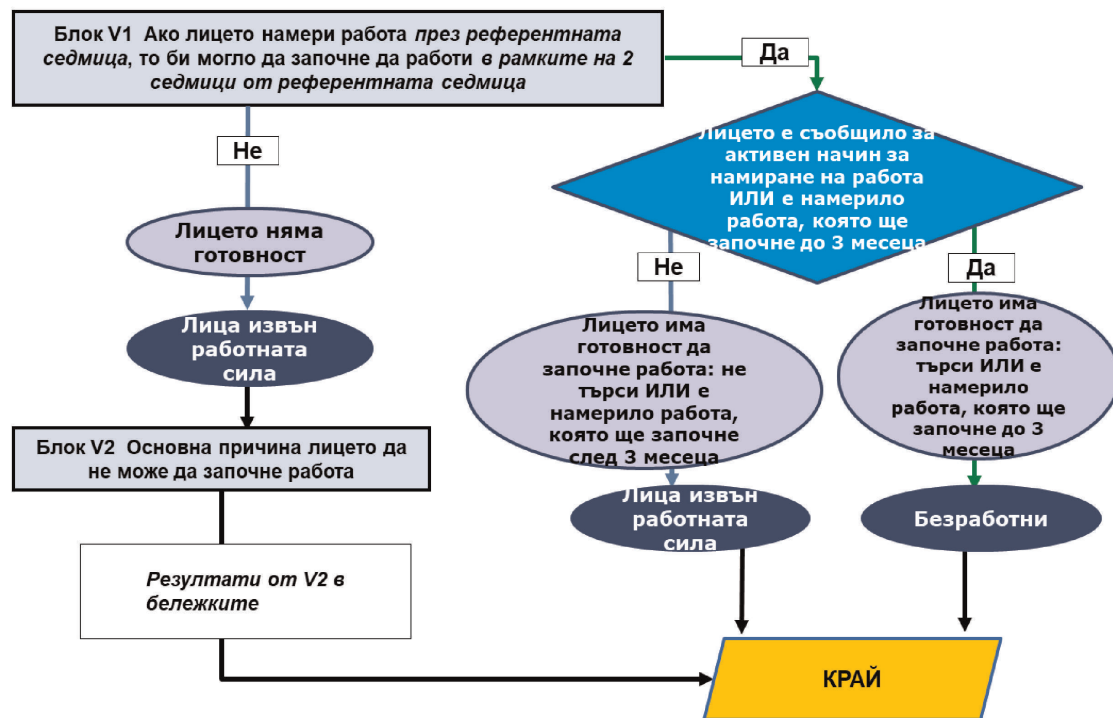 Блок V1 Ако лицето намери работа през референтната
седмица, то би могло да започне да работи в рамките на 2
седмици от референтната седмица
Да
Не
Лицето е съобщило за
активен начин за
намиране на работа
ИЛИ е намерило
работа, която ще
започне до 3 месеца
Лицето няма
готовност
Не
Да
Лица извън
работната
сила
Лицето има
готовност да
започне работа: не
търси ИЛИ е
намерило работа,
която ще започне
след 3 месеца
Лицето има
готовност да
започне работа:
търси ИЛИ е
намерило
работа, която ще
започне до 3
месеца
Блок V2 Основна причина лицето да
не може да започне работа
Лица извън
работната
сила
Безработни
Резултати от V2 в
бележките
КРАЙ